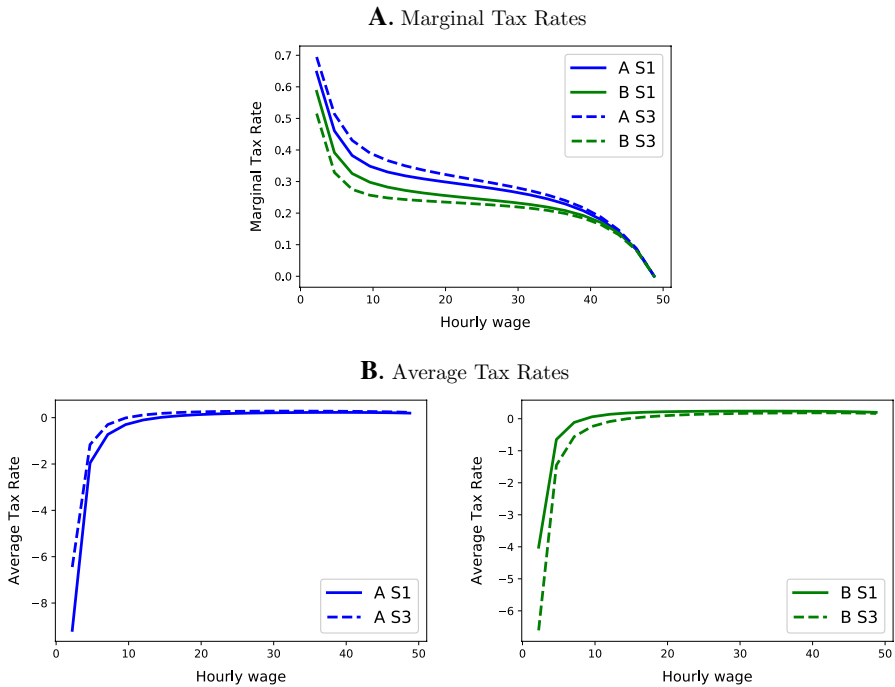 A. Marginal Tax Rates
0.7
0.6
0.5
0.4
0.3
0.2
0.1
0.0
Marginal Tax Rate
A S1
B S1
A S3
B S3
0 10 20 30 40 50
Hourly wage
B. Average Tax Rates
0
−2
−4
−6
−8
Average Tax Rate
A S1
A S3
0 10 20 30 40 50
Hourly wage
1
0
−1
−2
−3
−4
−5
−6
Average Tax Rate
B S1
B S3
0 10 20 30 40 50
Hourly wage